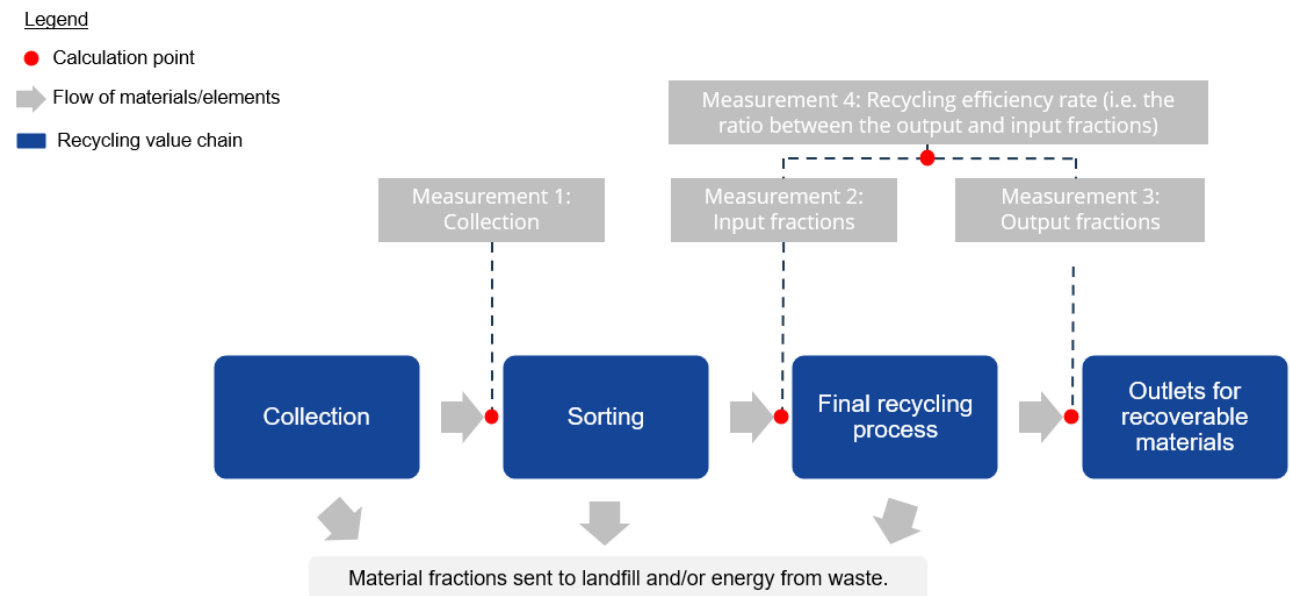 Legend
Calculation point
Flow of materials/elements
Recycling value chain
Measurement 4: Recycling efficiency rate (i.e. the
ratio between the output and input fractions)
Measurement 1:
Collection
Measurement 2:
Input fractions
Measurement 3:
Output fractions
Collection
Sorting
Final recycling
process
Outlets for
recoverable
materials
Material fractions sent to landfill and/or energy from waste.